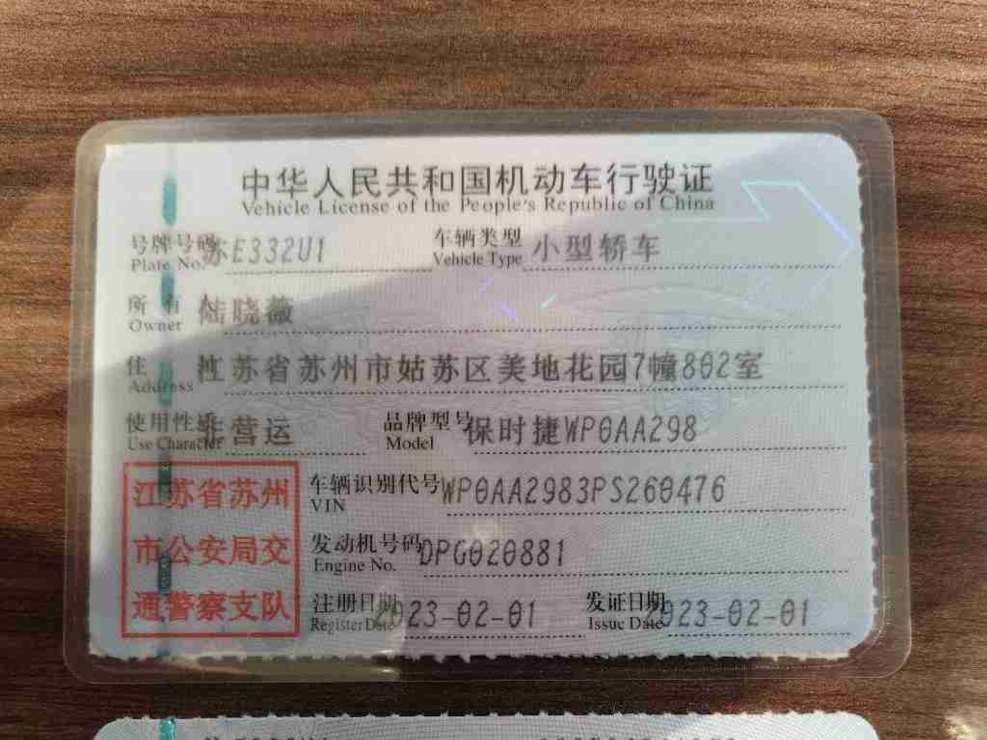 中华人民共和国机动车行驶证
Vehicle License of the People's Republic of China
号牌号码 苏E332U1 车辆类型 小型轿车
Plate No. Vehicle Type
所有人 陆晓薇
Owner
住址 江苏省苏州市姑苏区美地花园7幢802室
Address
使用性质 非营运 品牌型号 保时捷WP0AA298
Use Character Model
江苏省苏州
市公安局交
通警察支队
车辆识别代号 WP0AA2983PS260476
VIN
发动机号码 DPG020881
Engine No.
注册日期 2023-02-01 发证日期 2023-02-01
Register Date Issue Date